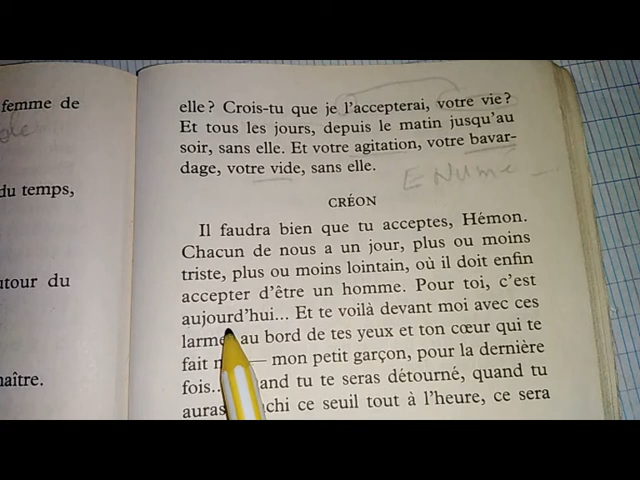 femme de
du temps,
tour du
naître.
elle? Crois-tu que je l'accepterai, votre vie?
Et tous les jours, depuis le matin jusqu'au
soir, sans elle. Et votre agitation, votre bavar-
dage, votre vide, sans elle.
ENume
CRÉON
Il faudra bien que tu acceptes, Hémon.
Chacun de nous a un jour, plus ou moins
triste, plus ou moins lointain, où il doit enfin
accepter d'être un homme. Pour toi, c'est
aujourd'hui... Et te voilà devant moi avec ces
larmes au bord de tes yeux et ton cœur qui te
fait — mon petit garçon, pour la dernière
fois... tu te seras détourné, quand tu
auras ce seuil tout à l'heure, ce sera